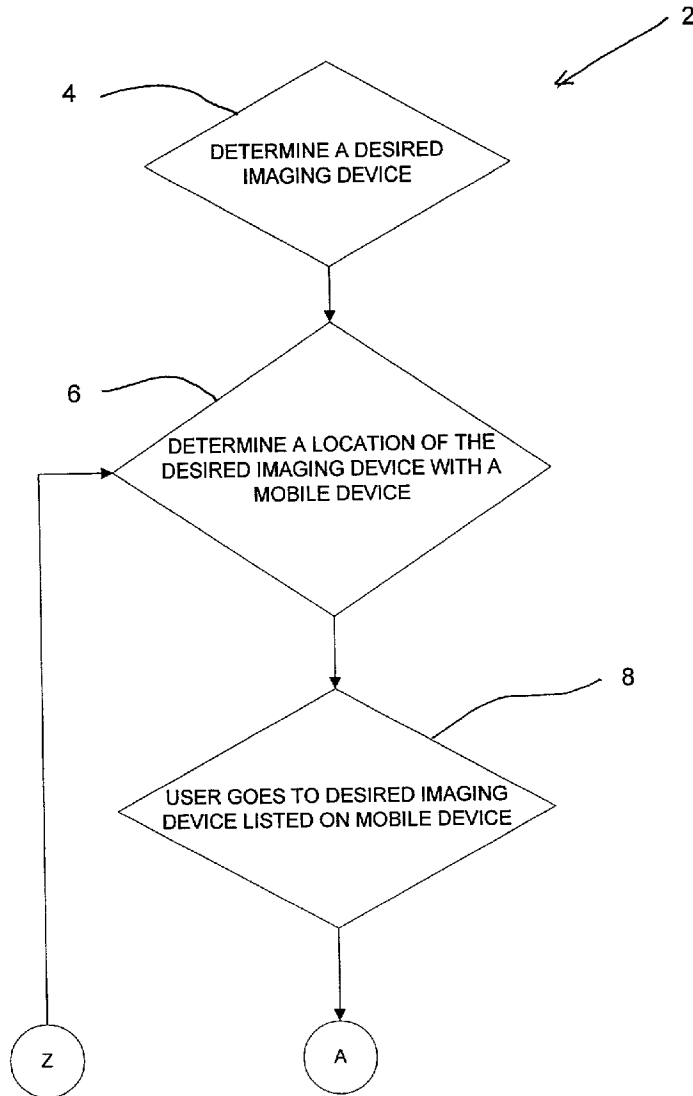 2
4
DETERMINE A DESIRED
IMAGING DEVICE
6
DETERMINE A LOCATION OF THE
DESIRED IMAGING DEVICE WITH A
MOBILE DEVICE
8
USER GOES TO DESIRED IMAGING
DEVICE LISTED ON MOBILE DEVICE
Z
A